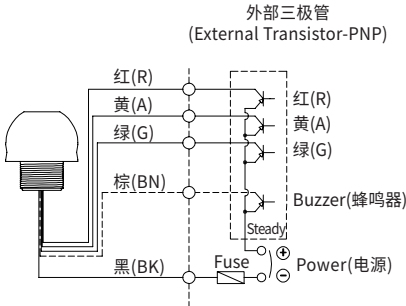 外部三极管
(External Transistor-PNP)
红(R)
红(R)
黄(A)
黄(A)
绿(G)
绿(G)
棕(BN)
Buzzer(蜂鸣器)
Steady
黑(BK)
Fuse
+
−
Power(电源)